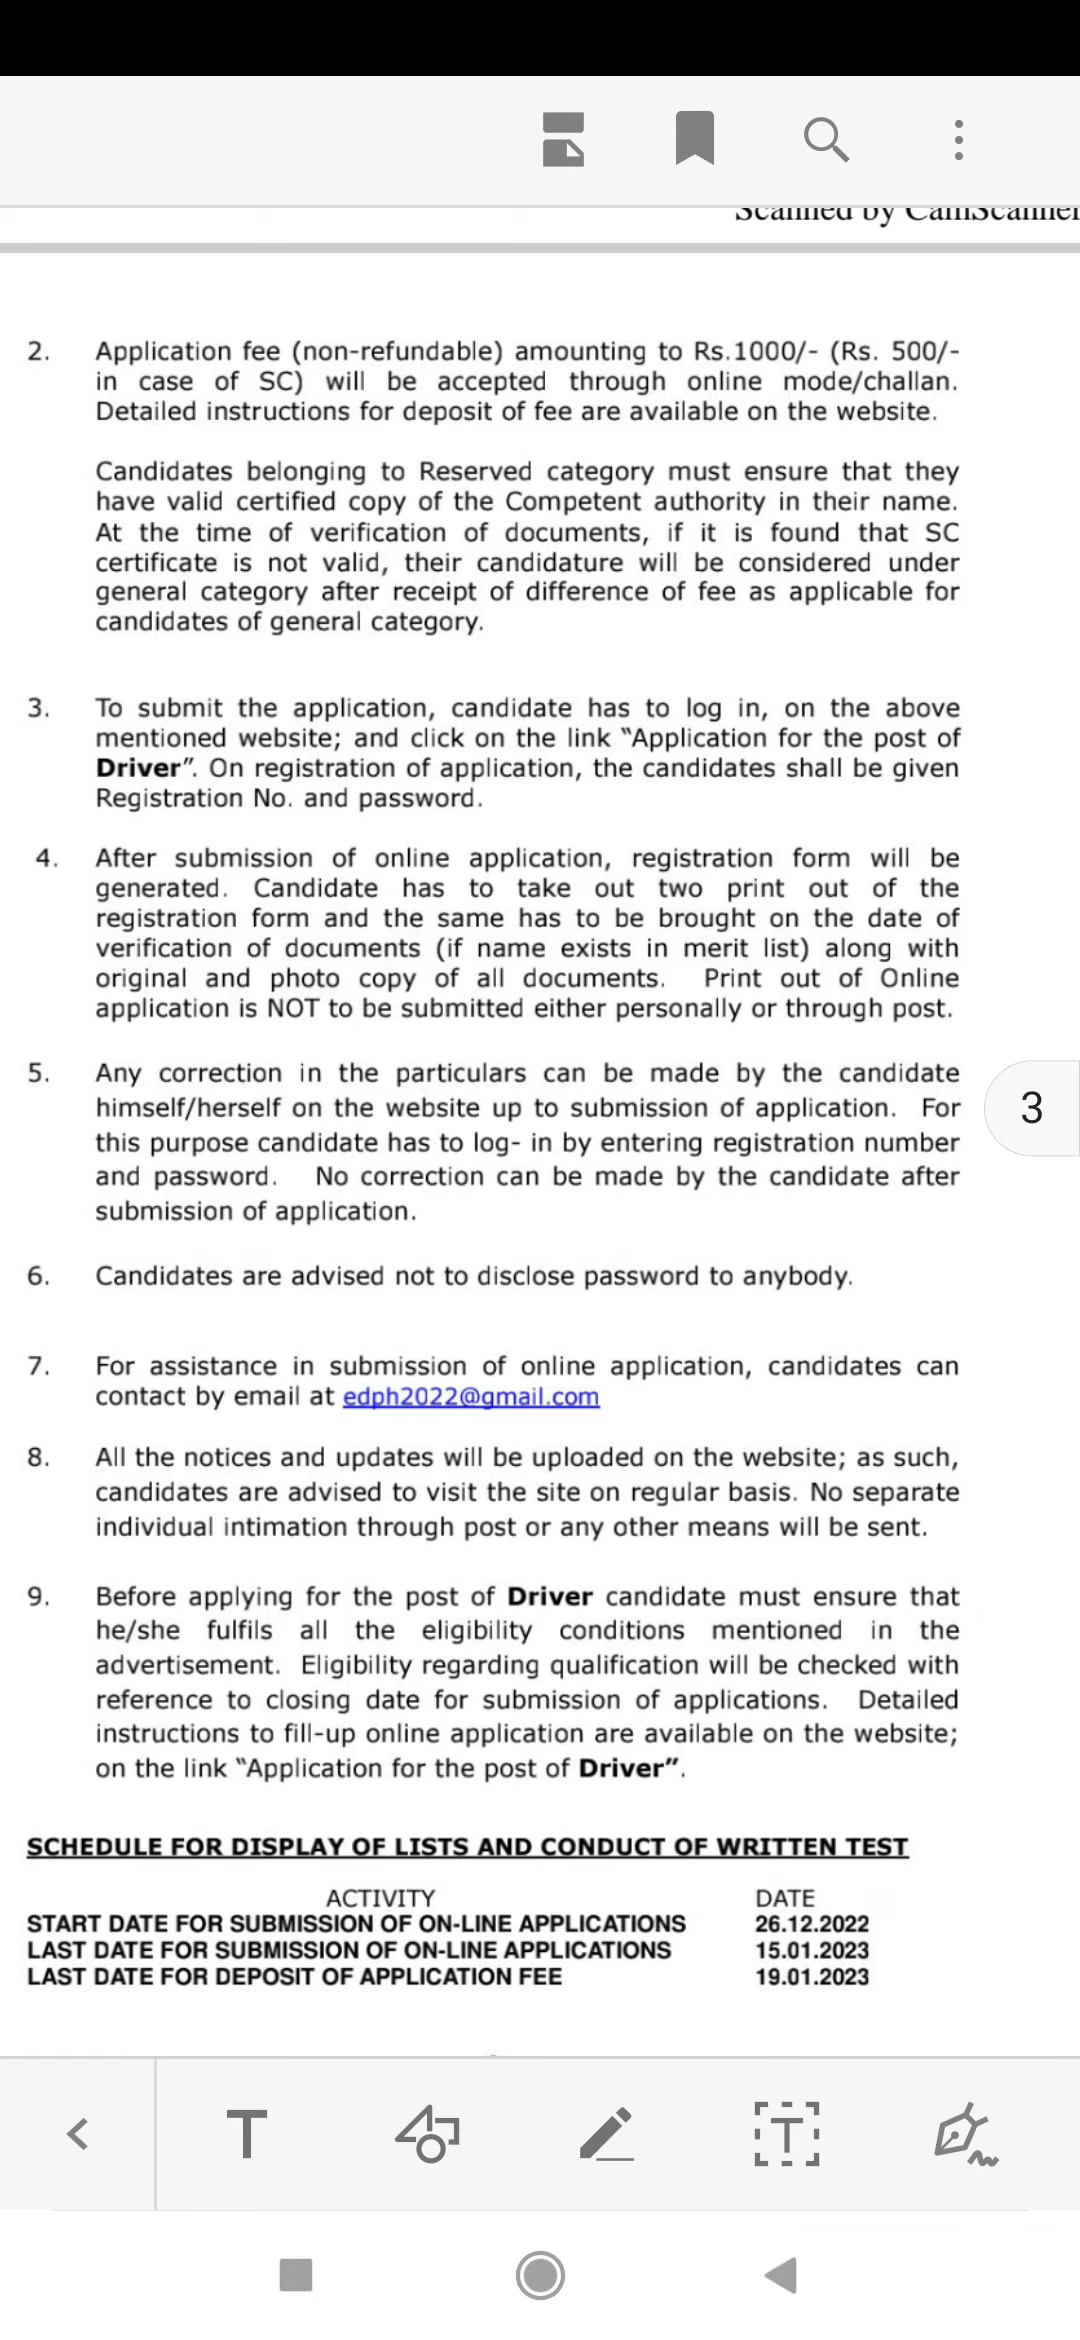 Scanned by CamScanner
2. Application fee (non-refundable) amounting to Rs.1000/- (Rs. 500/-
in case of SC) will be accepted through online mode/challan.
Detailed instructions for deposit of fee are available on the website.
Candidates belonging to Reserved category must ensure that they
have valid certified copy of the Competent authority in their name.
At the time of verification of documents, if it is found that SC
certificate is not valid, their candidature will be considered under
general category after receipt of difference of fee as applicable for
candidates of general category.
3. To submit the application, candidate has to log in, on the above
mentioned website; and click on the link "Application for the post of
Driver". On registration of application, the candidates shall be given
Registration No. and password.
4. After submission of online application, registration form will be
generated. Candidate has to take out two print out of the
registration form and the same has to be brought on the date of
verification of documents (if name exists in merit list) along with
original and photo copy of all documents. Print out of Online
application is NOT to be submitted either personally or through post.
5. Any correction in the particulars can be made by the candidate
himself/herself on the website up to submission of application. For
this purpose candidate has to log- in by entering registration number
and password. No correction can be made by the candidate after
submission of application.
3
6. Candidates are advised not to disclose password to anybody.
7. For assistance in submission of online application, candidates can
contact by email at edph2022@gmail.com
8. All the notices and updates will be uploaded on the website; as such,
candidates are advised to visit the site on regular basis. No separate
individual intimation through post or any other means will be sent.
9. Before applying for the post of Driver candidate must ensure that
he/she fulfils all the eligibility conditions mentioned in the
advertisement. Eligibility regarding qualification will be checked with
reference to closing date for submission of applications. Detailed
instructions to fill-up online application are available on the website;
on the link "Application for the post of Driver".
SCHEDULE FOR DISPLAY OF LISTS AND CONDUCT OF WRITTEN TEST
ACTIVITY DATE
START DATE FOR SUBMISSION OF ON-LINE APPLICATIONS 26.12.2022
LAST DATE FOR SUBMISSION OF ON-LINE APPLICATIONS 15.01.2023
LAST DATE FOR DEPOSIT OF APPLICATION FEE 19.01.2023